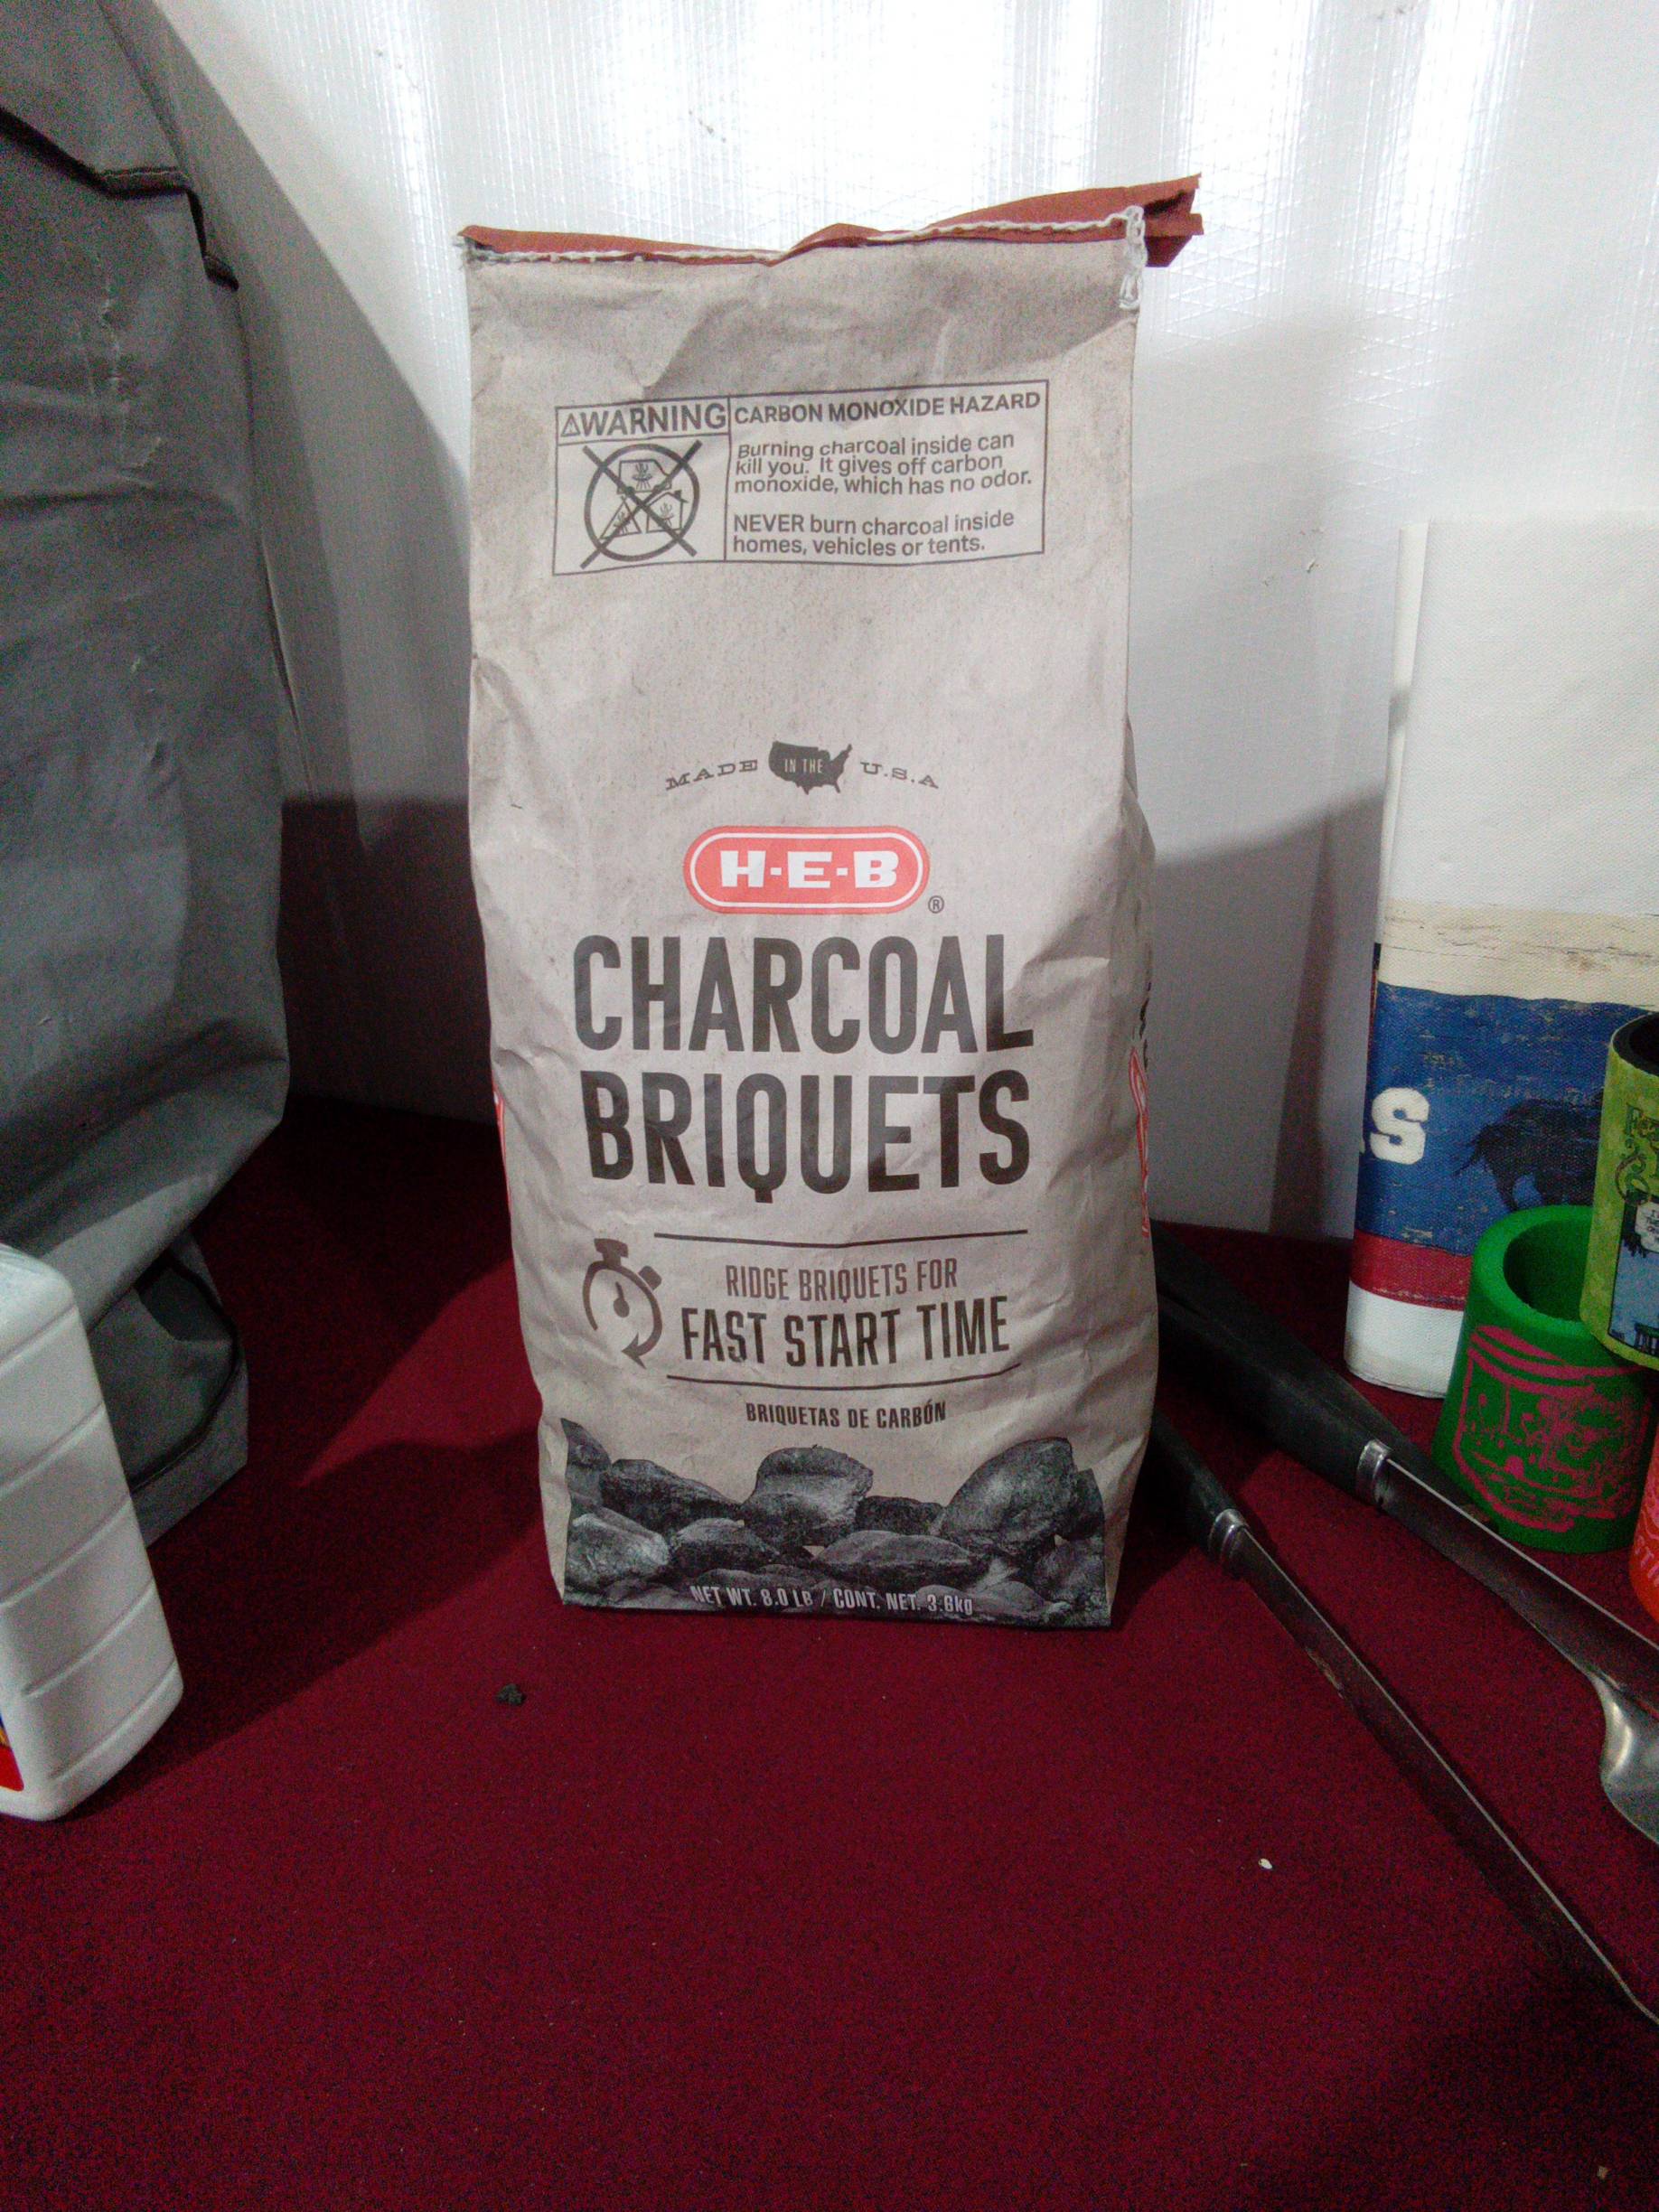 WARNING
CARBON MONOXIDE HAZARD
Burning charcoal inside can
kill you. It gives off carbon
monoxide, which has no odor.
NEVER burn charcoal inside
homes, vehicles or tents.
MADE IN THE U.S.A
H-E-B®
CHARCOAL
BRIQUETS
RIDGE BRIQUETS FOR
FAST START TIME
BRIQUETAS DE CARBÓN
NET WT. 8.0 LB / CONT. NET. 3.6kg
S